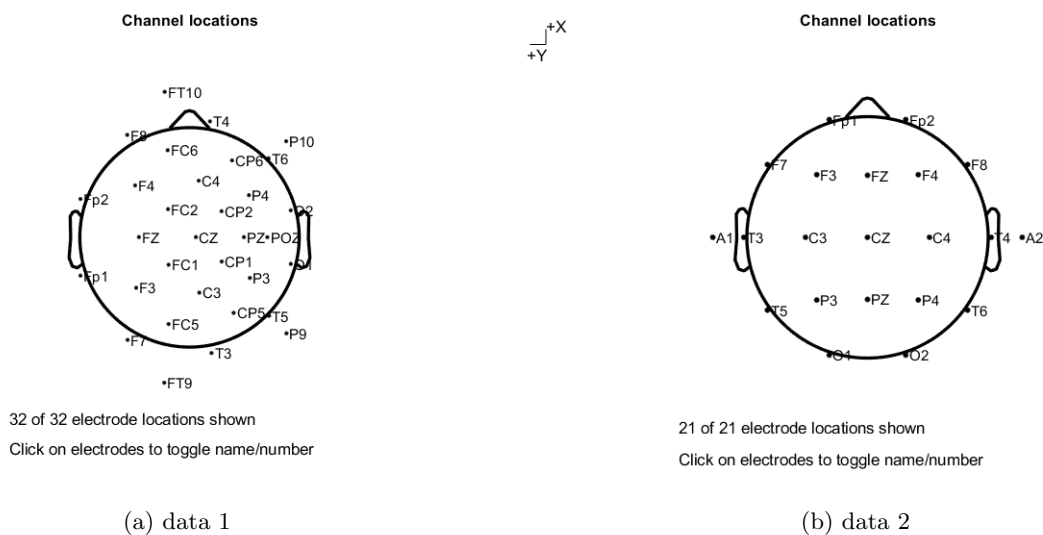 Channel locations
Channel locations
+X
+Y
FT10
T4
F8
P10
FC6
CP6
T6
F4
C4
P4
Fp2
FC2
CP2
O2
FZ
CZ
PZ
POZ
FC1
CP1
O1
Fp1
P3
F3
C3
FC5
CP5
T5
F7
P9
T3
FT9
32 of 32 electrode locations shown
Click on electrodes to toggle name/number
Fp1
Fp2
F7
F8
F3
FZ
F4
A1
T3
C3
CZ
C4
T4
A2
P3
PZ
P4
T5
T6
O1
O2
21 of 21 electrode locations shown
Click on electrodes to toggle name/number
(a) data 1
(b) data 2